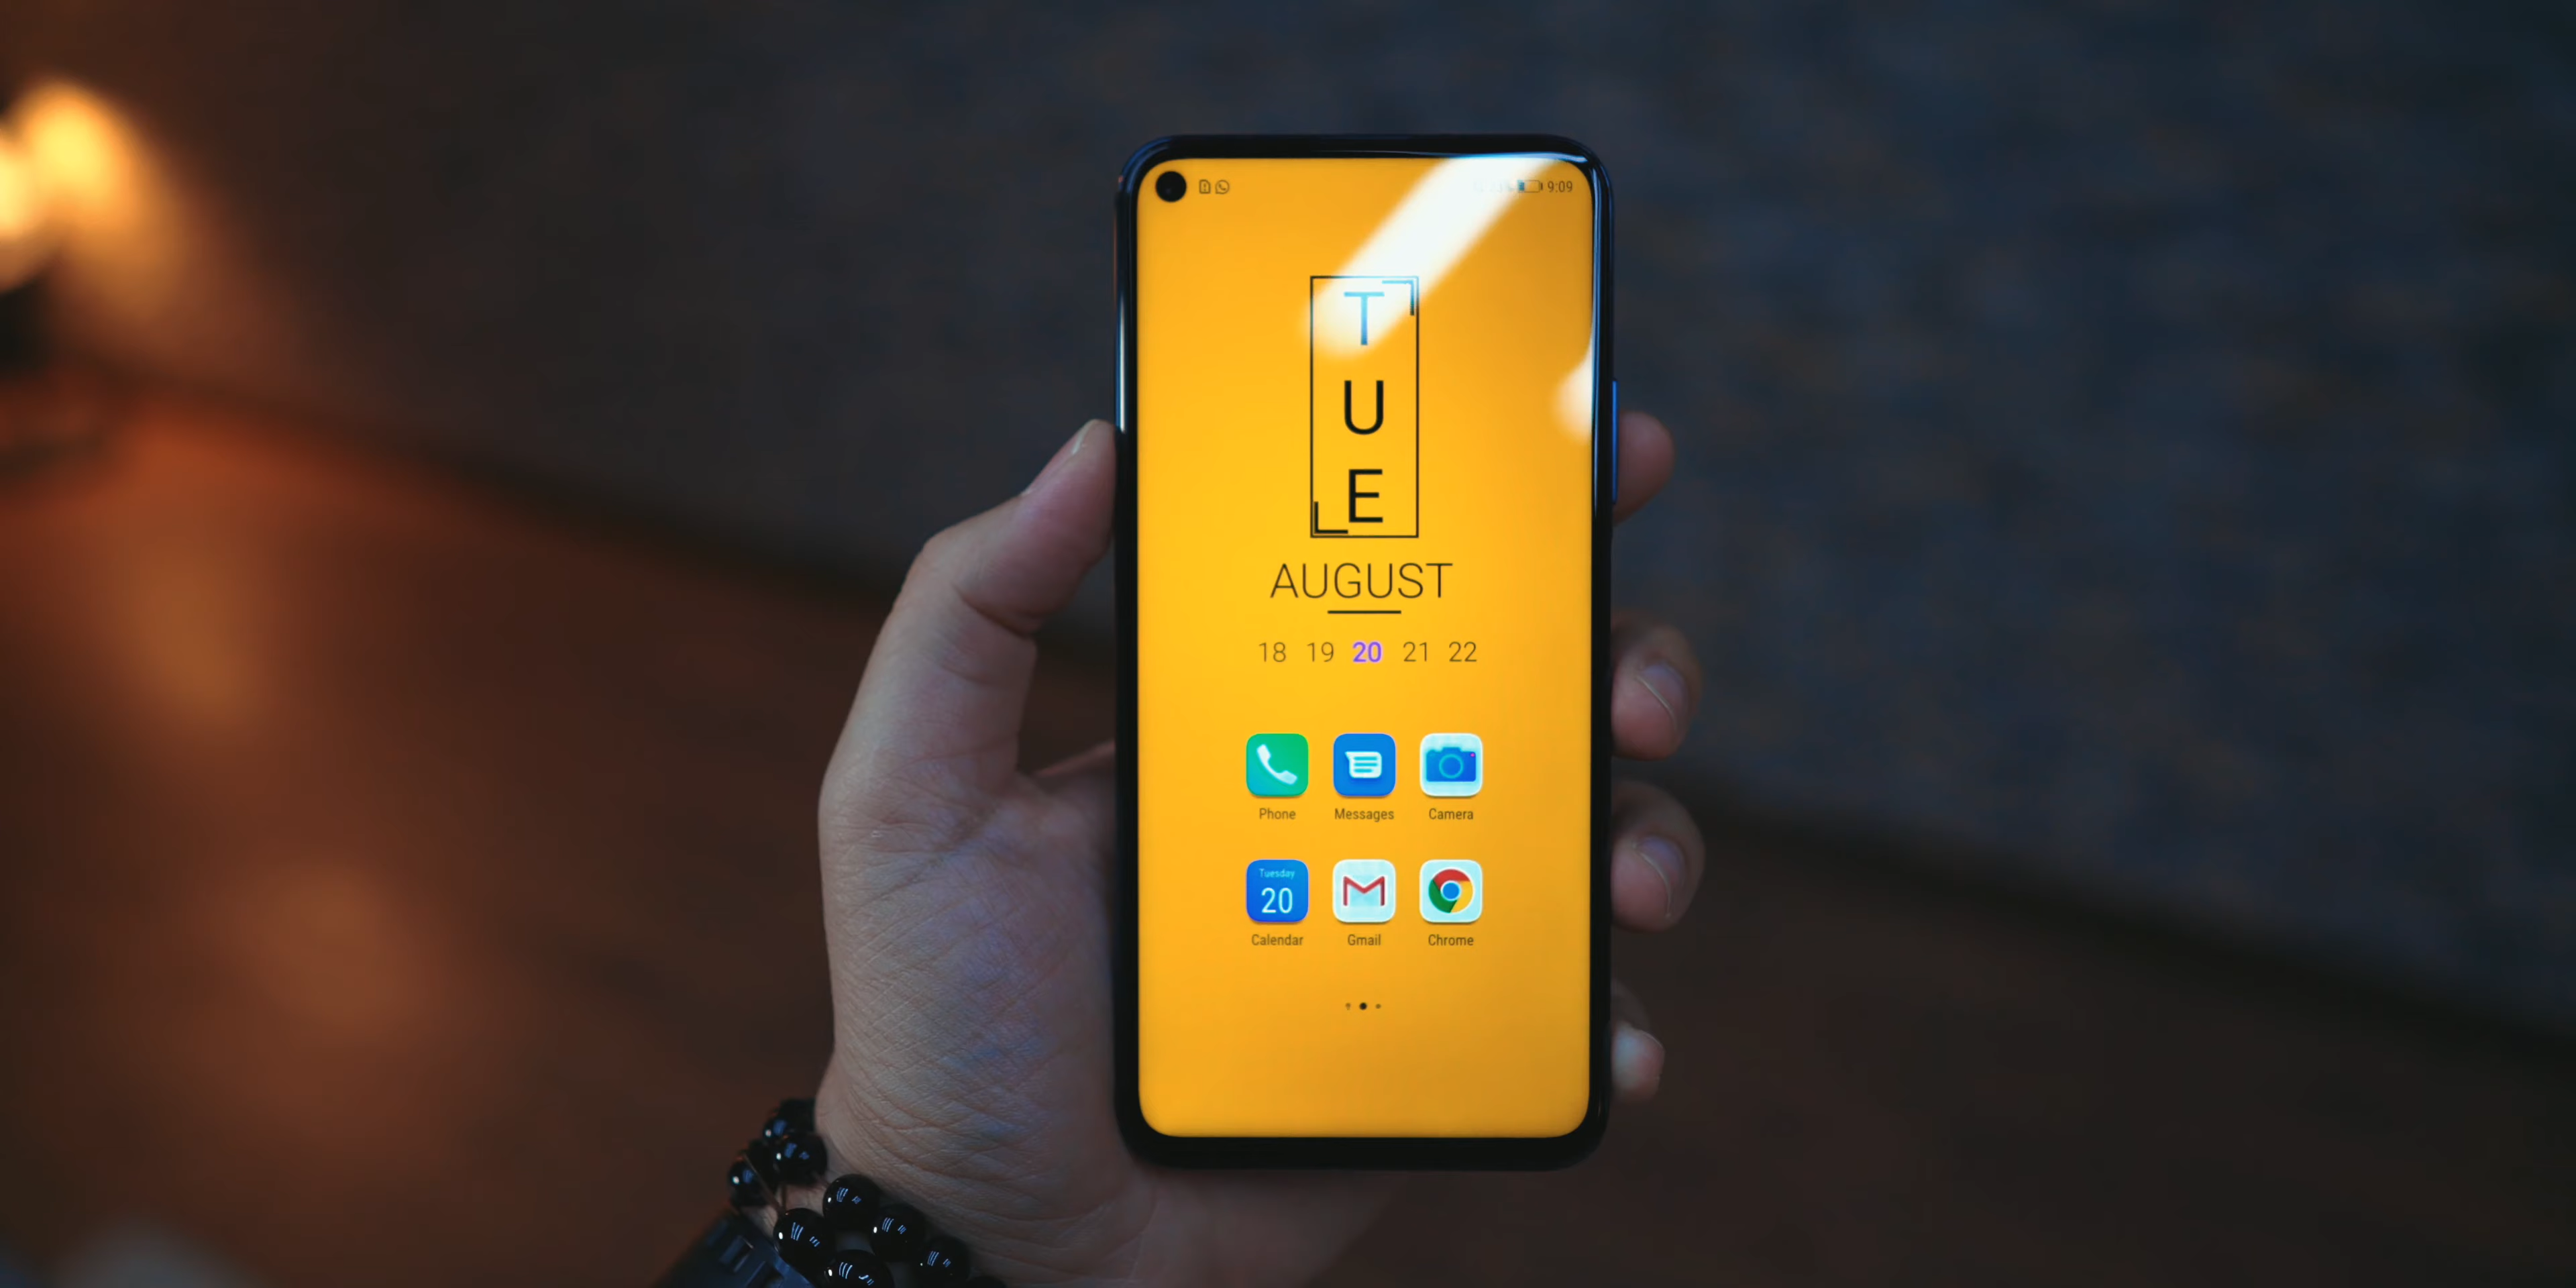 9:09
T
U
E
AUGUST
18 19 20 21 22
Phone Messages Camera
Tuesday
20
Calendar Gmail Chrome